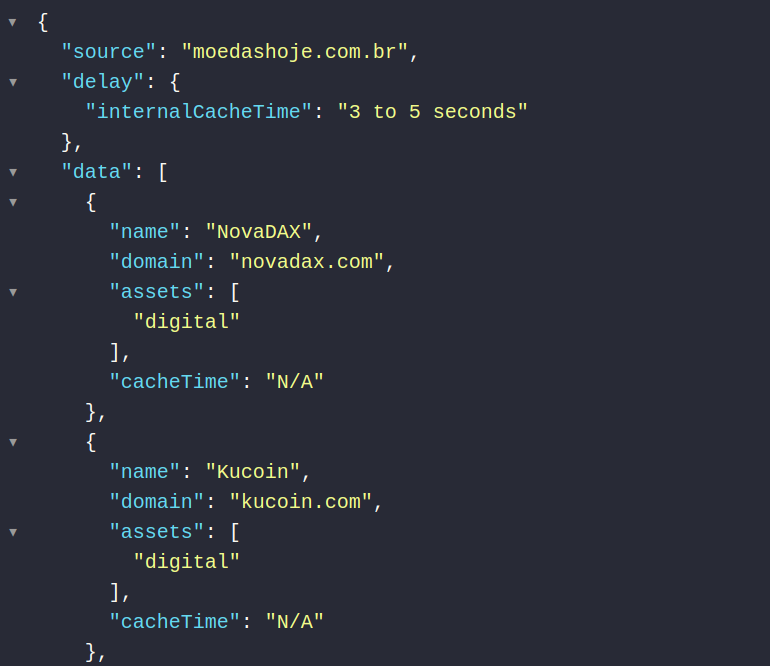 {
  "source": "moedashoje.com.br",
  "delay": {
    "internalCacheTime": "3 to 5 seconds"
  },
  "data": [
    {
      "name": "NovaDAX",
      "domain": "novadax.com",
      "assets": [
        "digital"
      ],
      "cacheTime": "N/A"
    },
    {
      "name": "Kucoin",
      "domain": "kucoin.com",
      "assets": [
        "digital"
      ],
      "cacheTime": "N/A"
    },